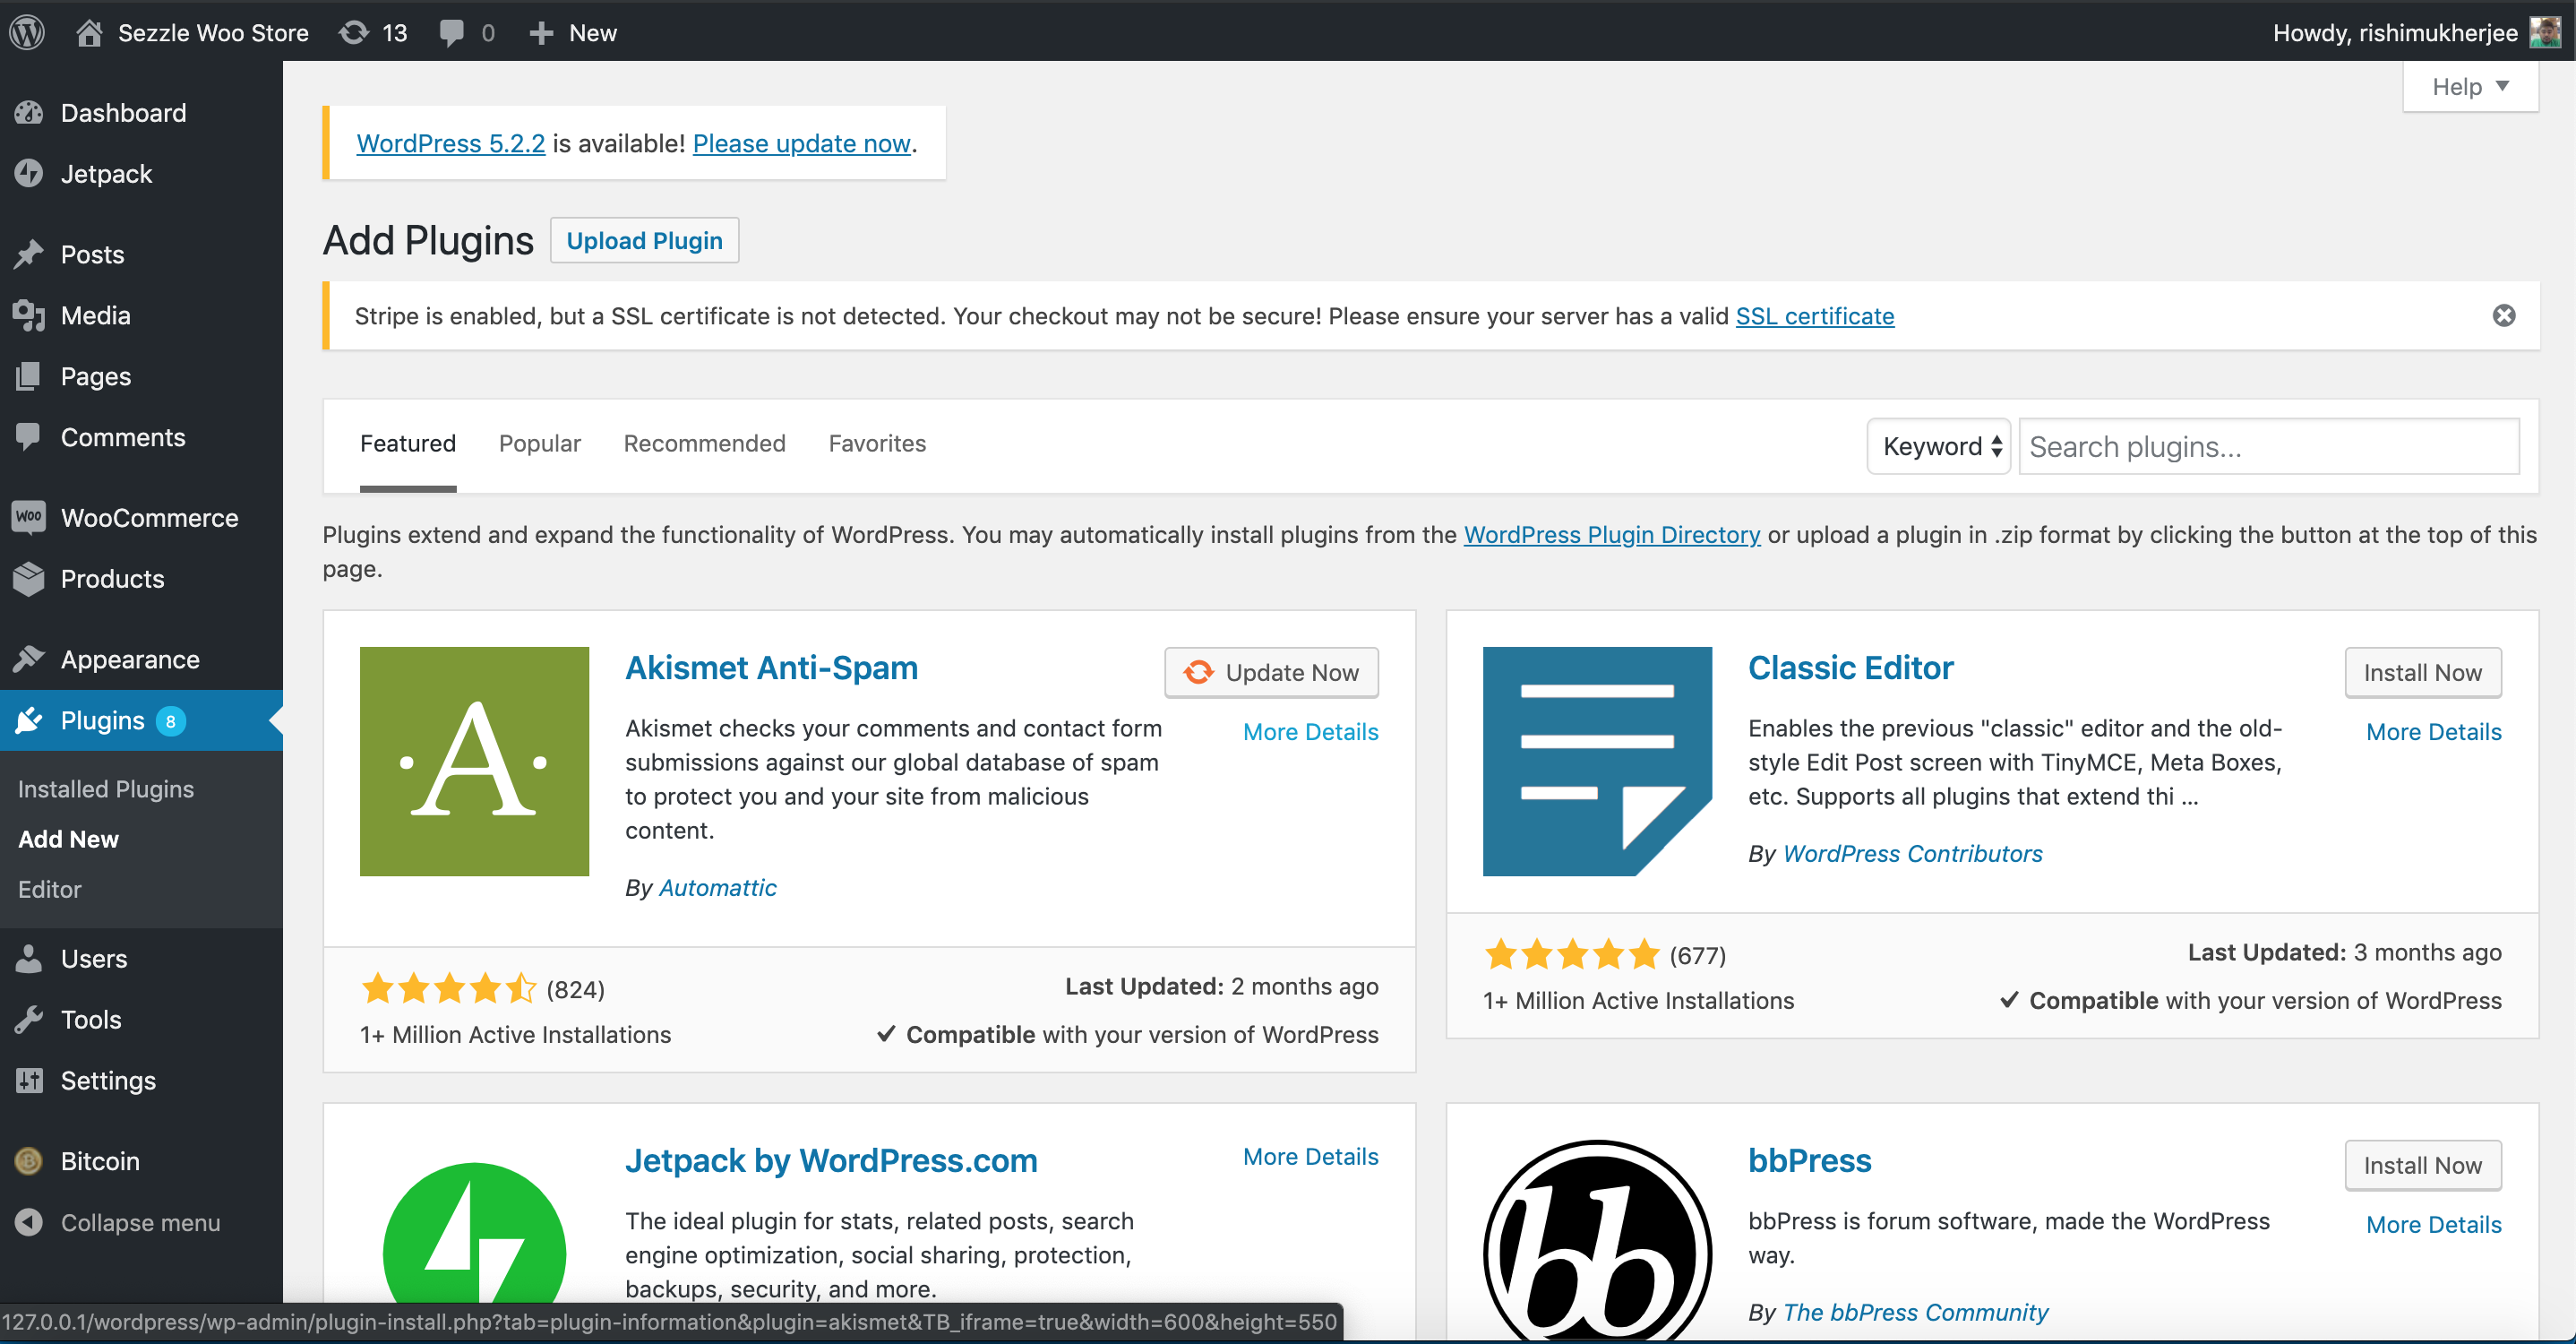 Sezzle Woo Store 13 0 New Howdy, rishimukherjee
Dashboard
Jetpack
Posts
Media
Pages
Comments
Woo WooCommerce
Products
Appearance
Plugins 8
Installed Plugins
Add New
Editor
Users
Tools
Settings
Bitcoin
Collapse menu
Help
WordPress 5.2.2 is available! Please update now.
Add Plugins Upload Plugin
Stripe is enabled, but a SSL certificate is not detected. Your checkout may not be secure! Please ensure your server has a valid SSL certificate
Featured Popular Recommended Favorites Keyword Search plugins...
Plugins extend and expand the functionality of WordPress. You may automatically install plugins from the WordPress Plugin Directory or upload a plugin in .zip format by clicking the button at the top of this
page.
A
Akismet Anti-Spam
Update Now
More Details
Akismet checks your comments and contact form
submissions against our global database of spam
to protect you and your site from malicious
content.
By Automattic
(824)
Last Updated: 2 months ago
1+ Million Active Installations
Compatible with your version of WordPress
Classic Editor
Install Now
More Details
Enables the previous "classic" editor and the old-
style Edit Post screen with TinyMCE, Meta Boxes,
etc. Supports all plugins that extend thi ...
By WordPress Contributors
(677)
Last Updated: 3 months ago
1+ Million Active Installations
Compatible with your version of WordPress
Jetpack by WordPress.com
More Details
The ideal plugin for stats, related posts, search
engine optimization, social sharing, protection,
backups, security, and more.
bb
bbPress
Install Now
More Details
bbPress is forum software, made the WordPress
way.
By The bbPress Community
127.0.0.1/wordpress/wp-admin/plugin-install.php?tab=plugin-information&plugin=akismet&TB_iframe=true&width=600&height=550